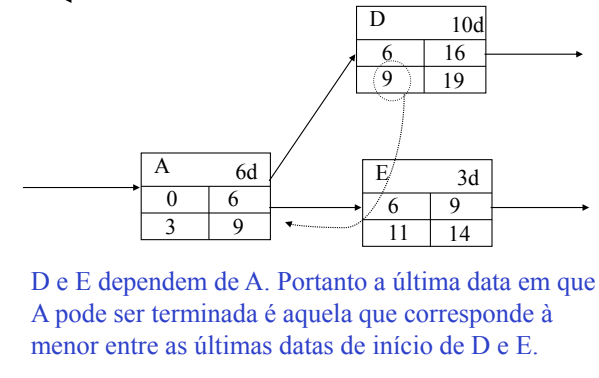 D 10d
6 16
9 19
A 6d
0 6
3 9
E 3d
6 9
11 14
D e E dependem de A. Portanto a última data em que
A pode ser terminada é aquela que corresponde à
menor entre as últimas datas de início de D e E.